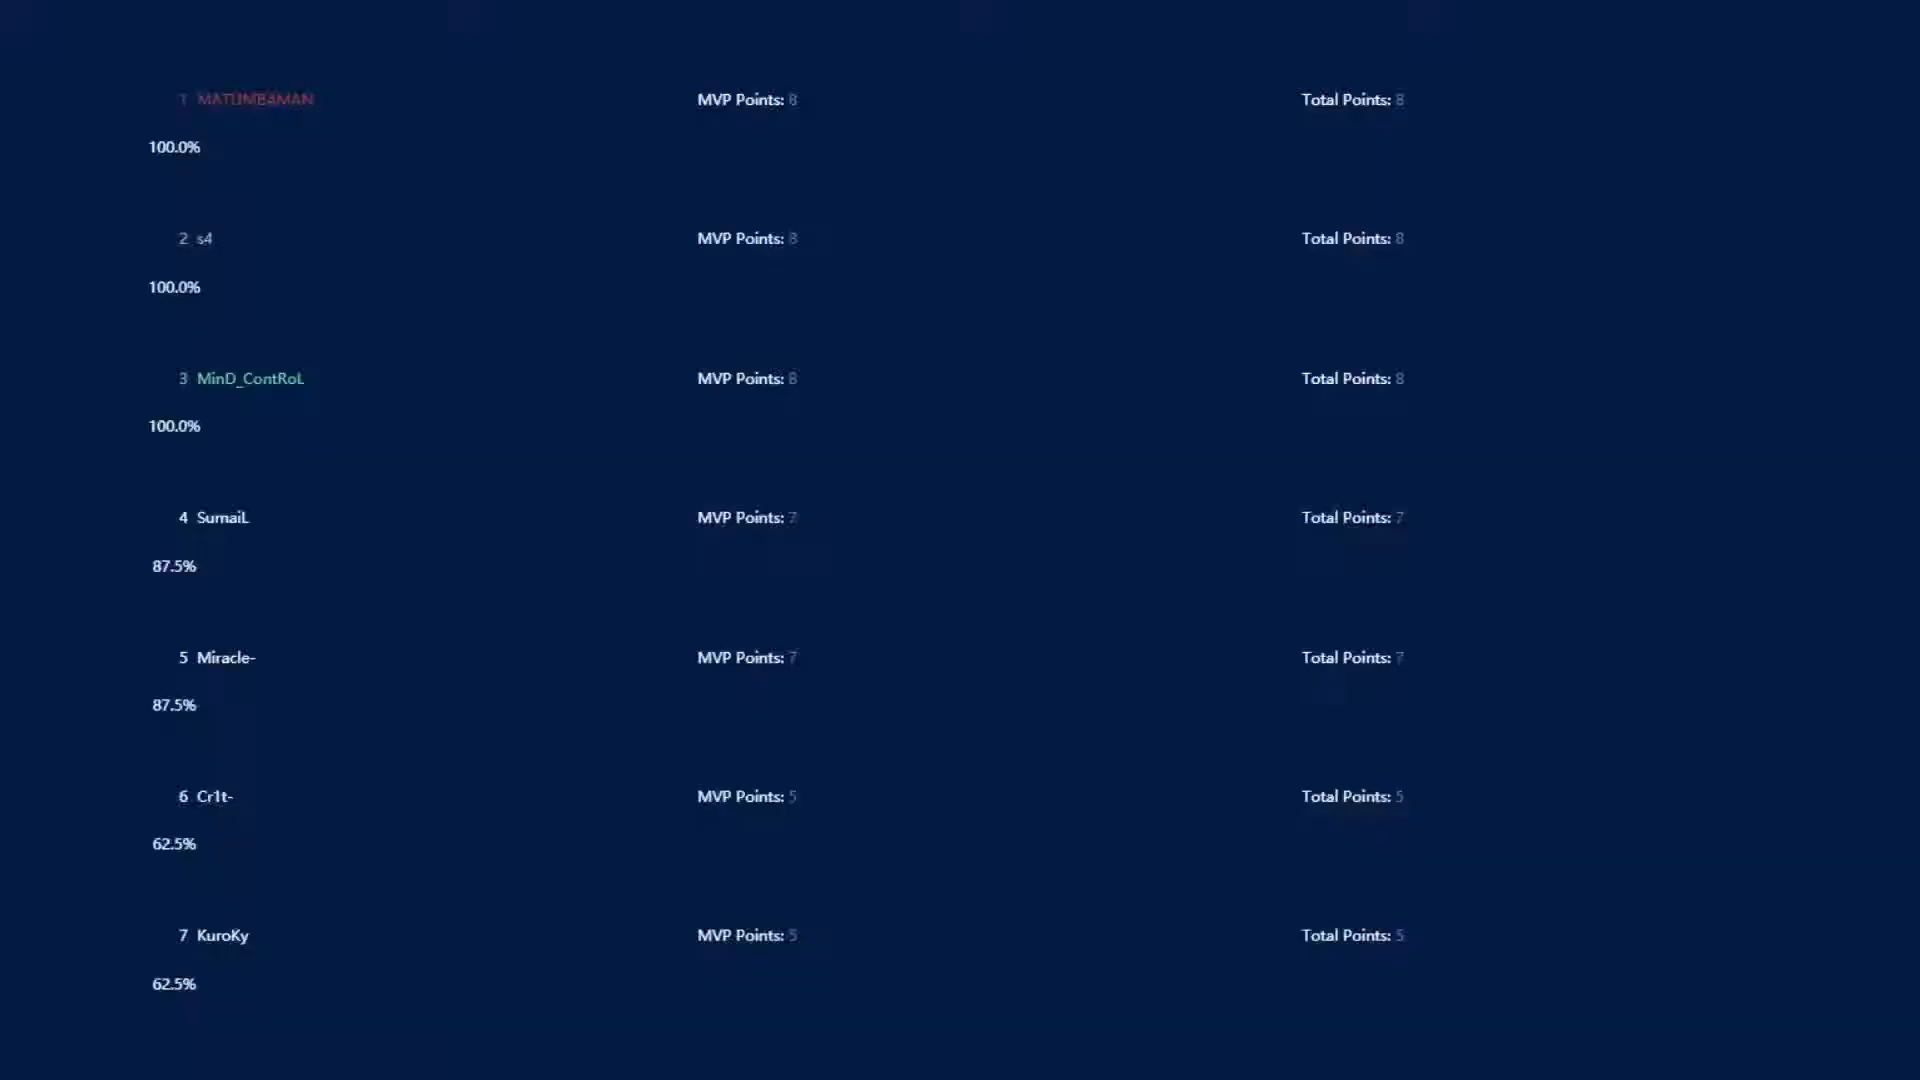 1 MATUMBAMAN MVP Points: 8 Total Points: 8
100.0%
2 s4 MVP Points: 8 Total Points: 8
100.0%
3 MinD_ContRoL MVP Points: 8 Total Points: 8
100.0%
4 SumaiL MVP Points: 7 Total Points: 7
87.5%
5 Miracle- MVP Points: 7 Total Points: 7
87.5%
6 Cr1t- MVP Points: 5 Total Points: 5
62.5%
7 KuroKy MVP Points: 5 Total Points: 5
62.5%